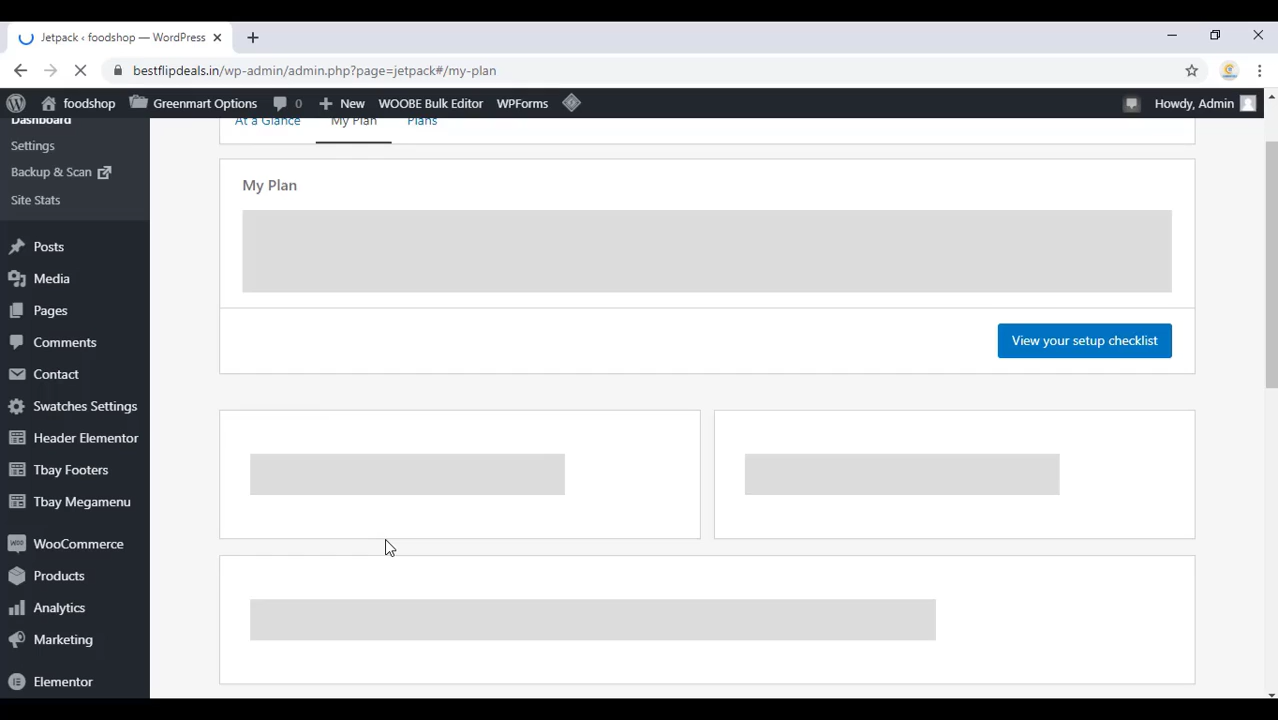 Jetpack ‹ foodshop — WordPress
bestflipdeals.in/wp-admin/admin.php?page=jetpack#/my-plan
foodshop Greenmart Options 0 New WOOBE Bulk Editor WPForms Howdy, Admin
Dashboard
Settings
Backup & Scan
Site Stats
Posts
Media
Pages
Comments
Contact
Swatches Settings
Header Elementor
Tbay Footers
Tbay Megamenu
WooCommerce
Products
Analytics
Marketing
Elementor
At a Glance My Plan Plans
My Plan
View your setup checklist